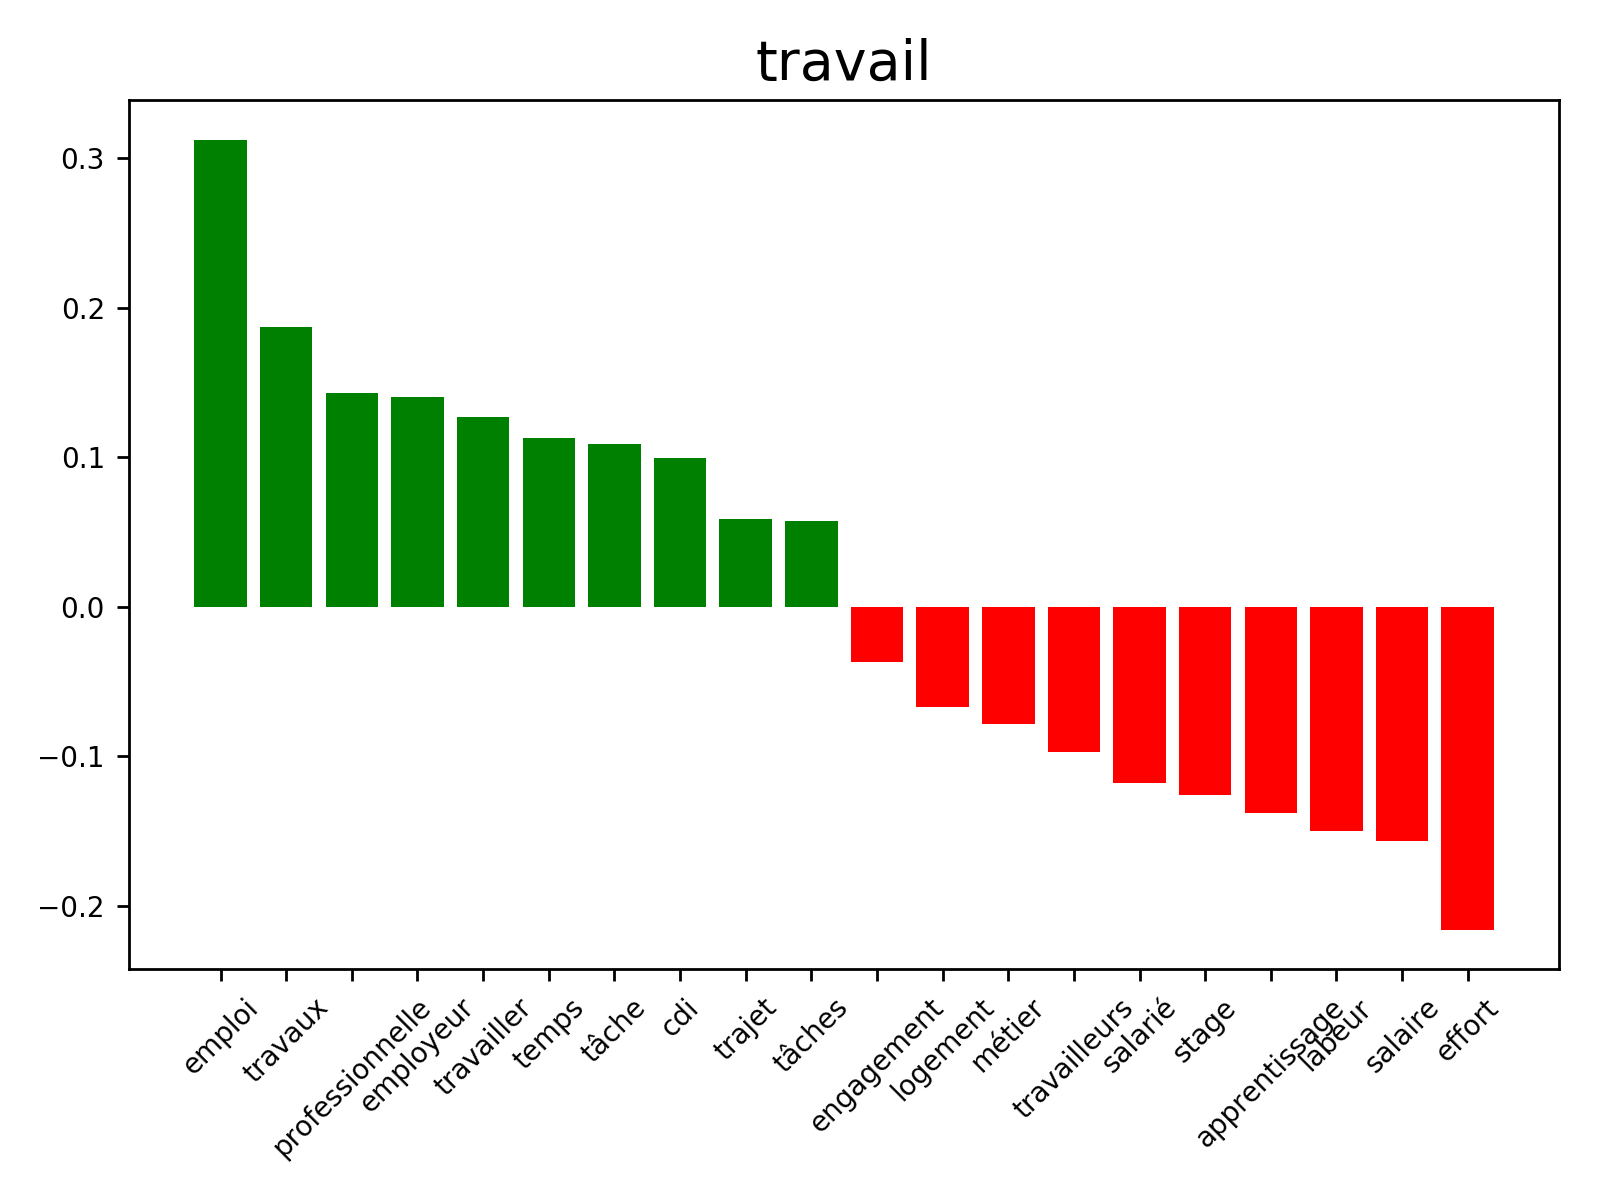 travail
0.3
0.2
0.1
0.0
−0.1
−0.2
emploi
travaux
professionnelle
employeur
travailler
temps
tâche
cdi
trajet
tâches
engagement
logement
métier
travailleurs
salarié
stage
apprentissage
labeur
salaire
effort